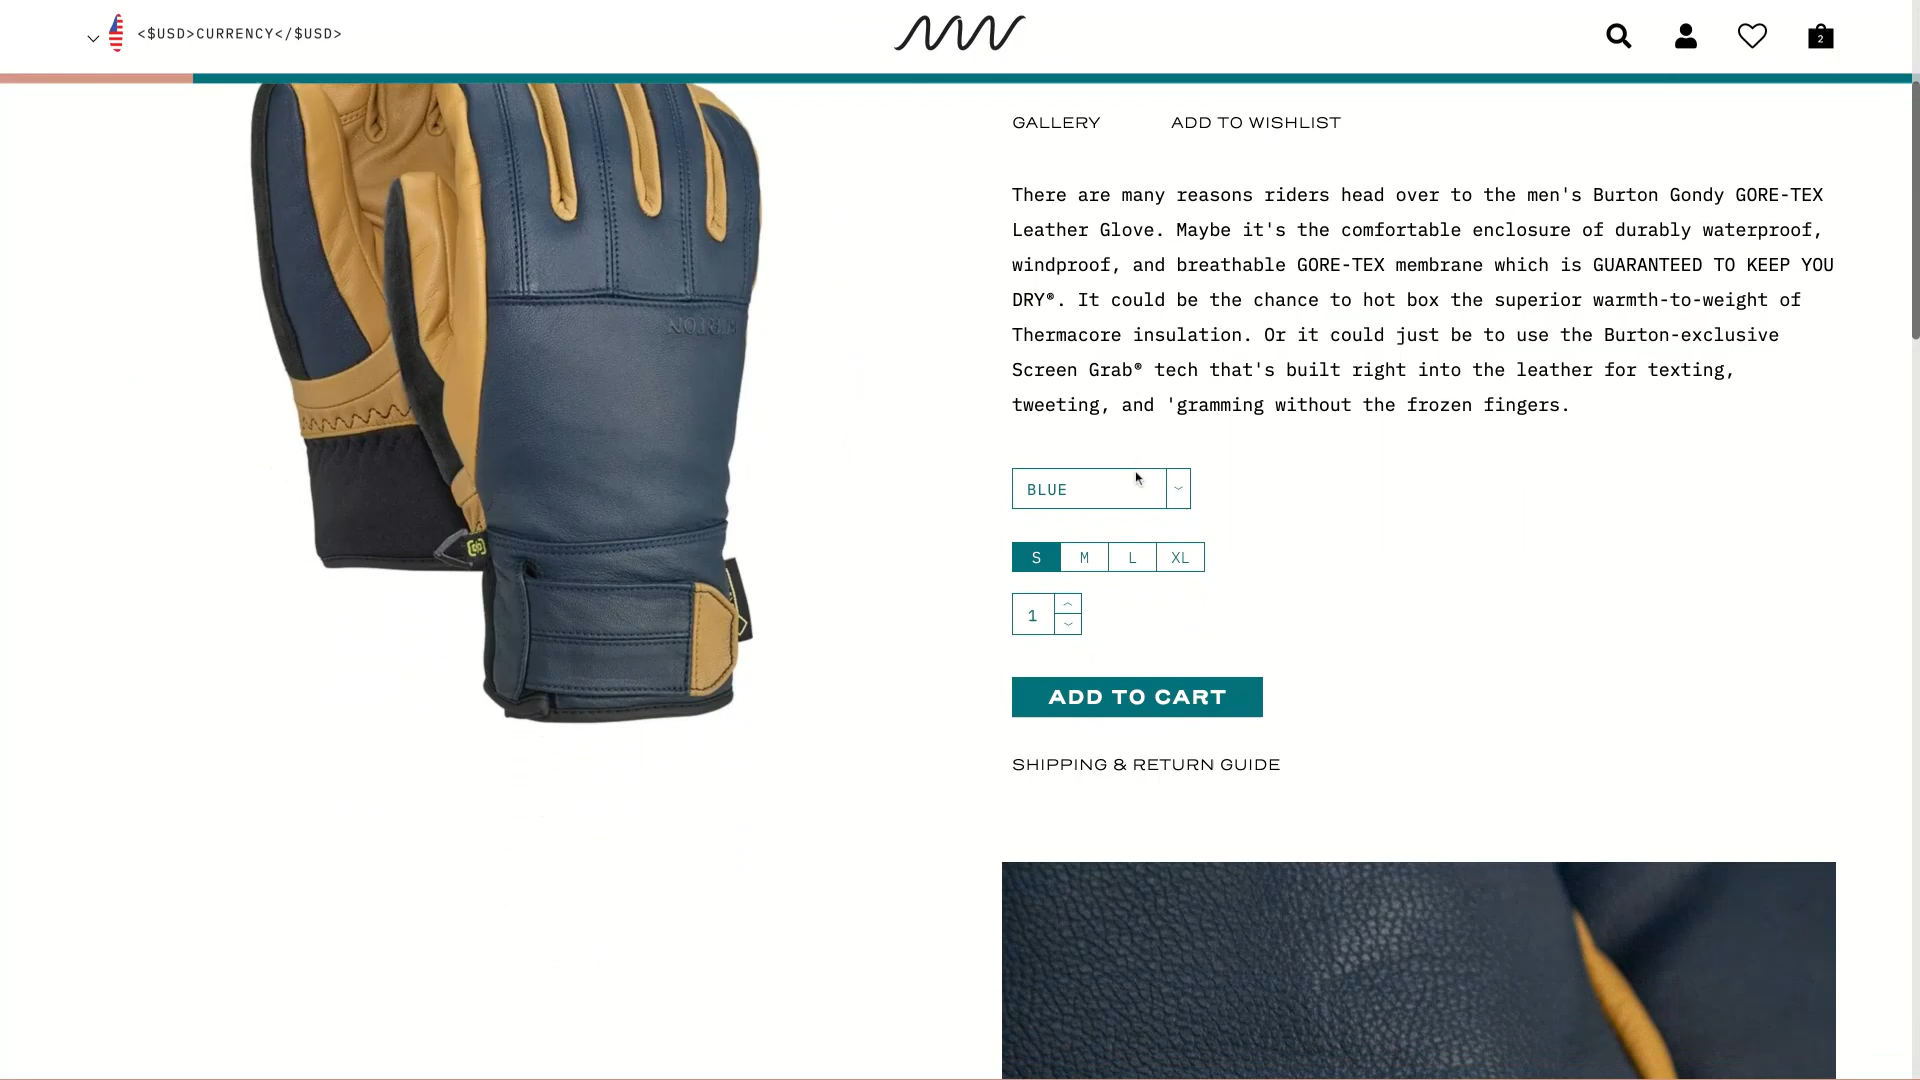 <$USD>CURRENCY</$USD>
2
GALLERY
ADD TO WISHLIST
There are many reasons riders head over to the men's Burton Gondy GORE-TEX
Leather Glove. Maybe it's the comfortable enclosure of durably waterproof,
windproof, and breathable GORE-TEX membrane which is GUARANTEED TO KEEP YOU
DRY®. It could be the chance to hot box the superior warmth-to-weight of
Thermacore insulation. Or it could just be to use the Burton-exclusive
Screen Grab® tech that's built right into the leather for texting,
tweeting, and 'gramming without the frozen fingers.
BURTON
BLUE
S M L XL
1
ADD TO CART
SHIPPING & RETURN GUIDE